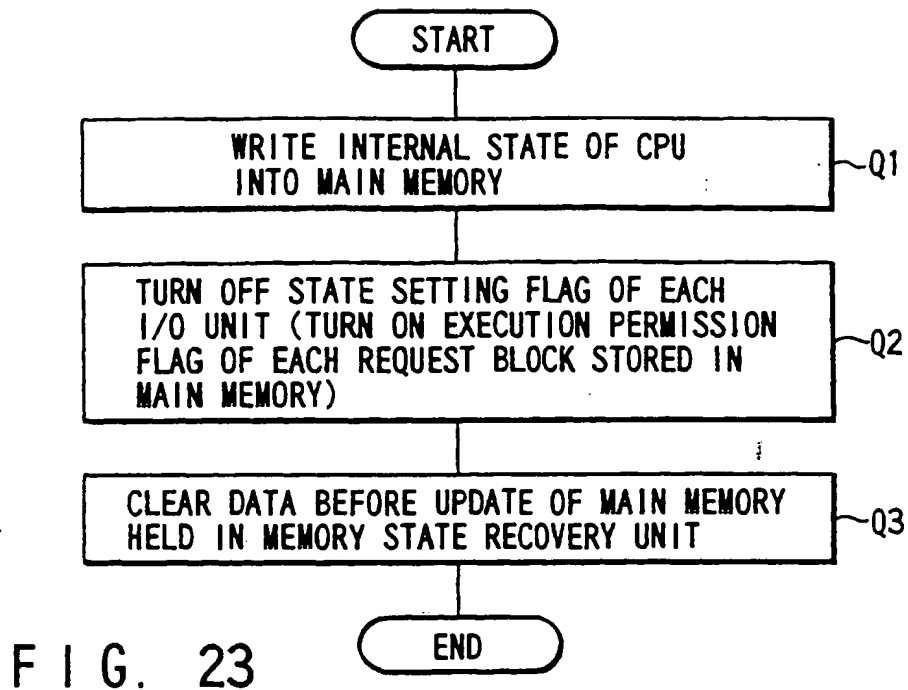 START
WRITE INTERNAL STATE OF CPU
INTO MAIN MEMORY
Q1
TURN OFF STATE SETTING FLAG OF EACH
I/O UNIT (TURN ON EXECUTION PERMISSION
FLAG OF EACH REQUEST BLOCK STORED IN
MAIN MEMORY)
Q2
CLEAR DATA BEFORE UPDATE OF MAIN MEMORY
HELD IN MEMORY STATE RECOVERY UNIT
Q3
END
FIG. 23